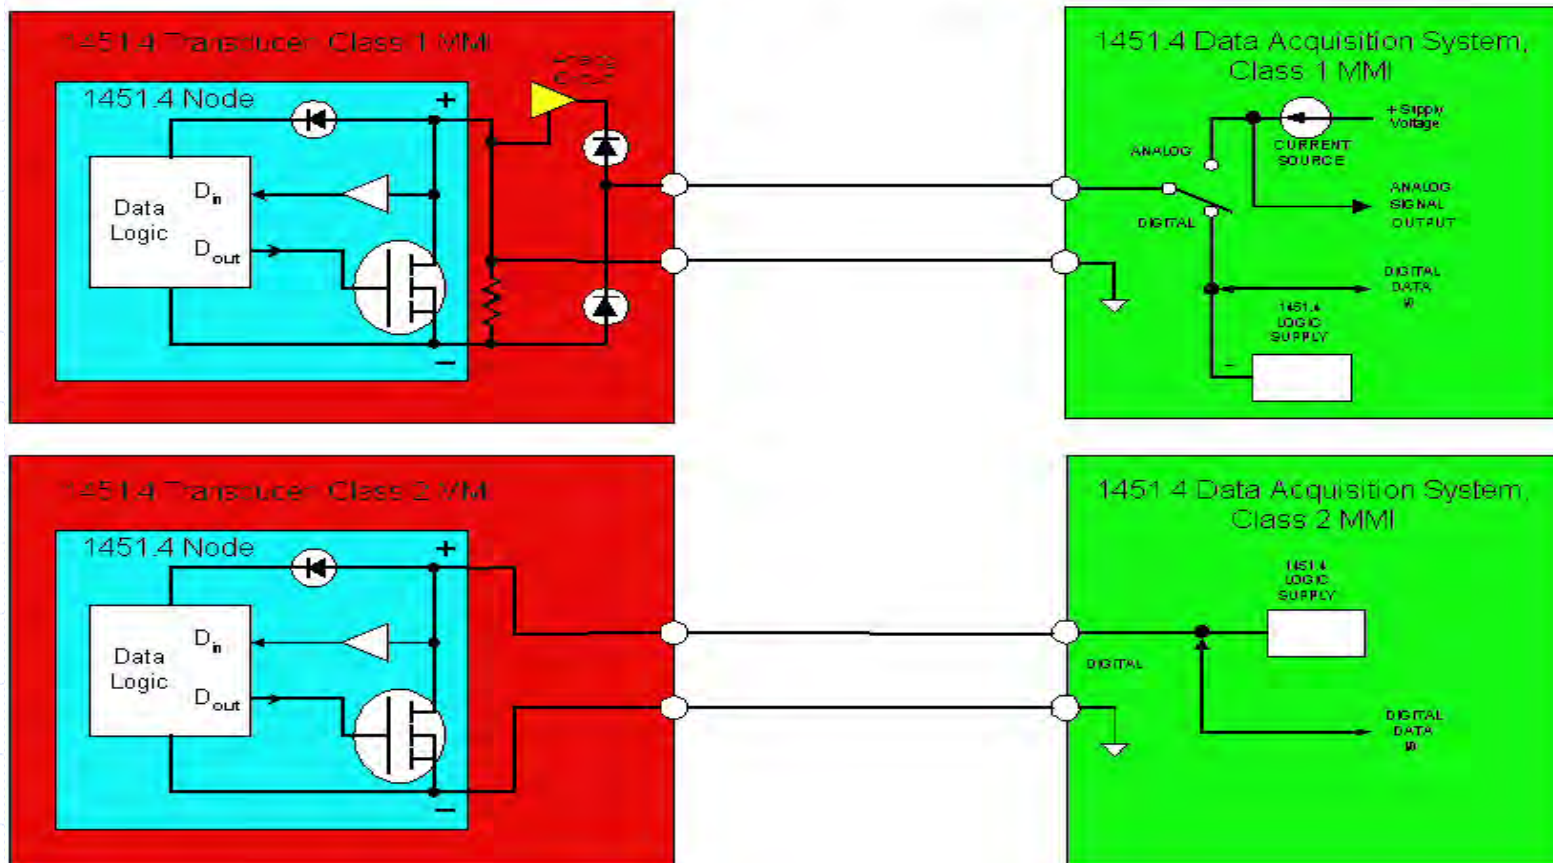 1451.4 Transducer, Class 1 MMI
Analog
Circuit
1451.4 Node
+
D in
Data
Logic
D out
–
1451.4 Data Acquisition System,
Class 1 MMI
+ Supply
Voltage
ANALOG
CURRENT
SOURCE
ANALOG
SIGNAL
OUTPUT
DIGITAL
DIGITAL
DATA
I/O
1451.4
LOGIC
SUPPLY
–
1451.4 Transducer, Class 2 MMI
1451.4 Node
+
D in
Data
Logic
D out
–
1451.4 Data Acquisition System,
Class 2 MMI
1451.4
LOGIC
SUPPLY
DIGITAL
DIGITAL
DATA
I/O